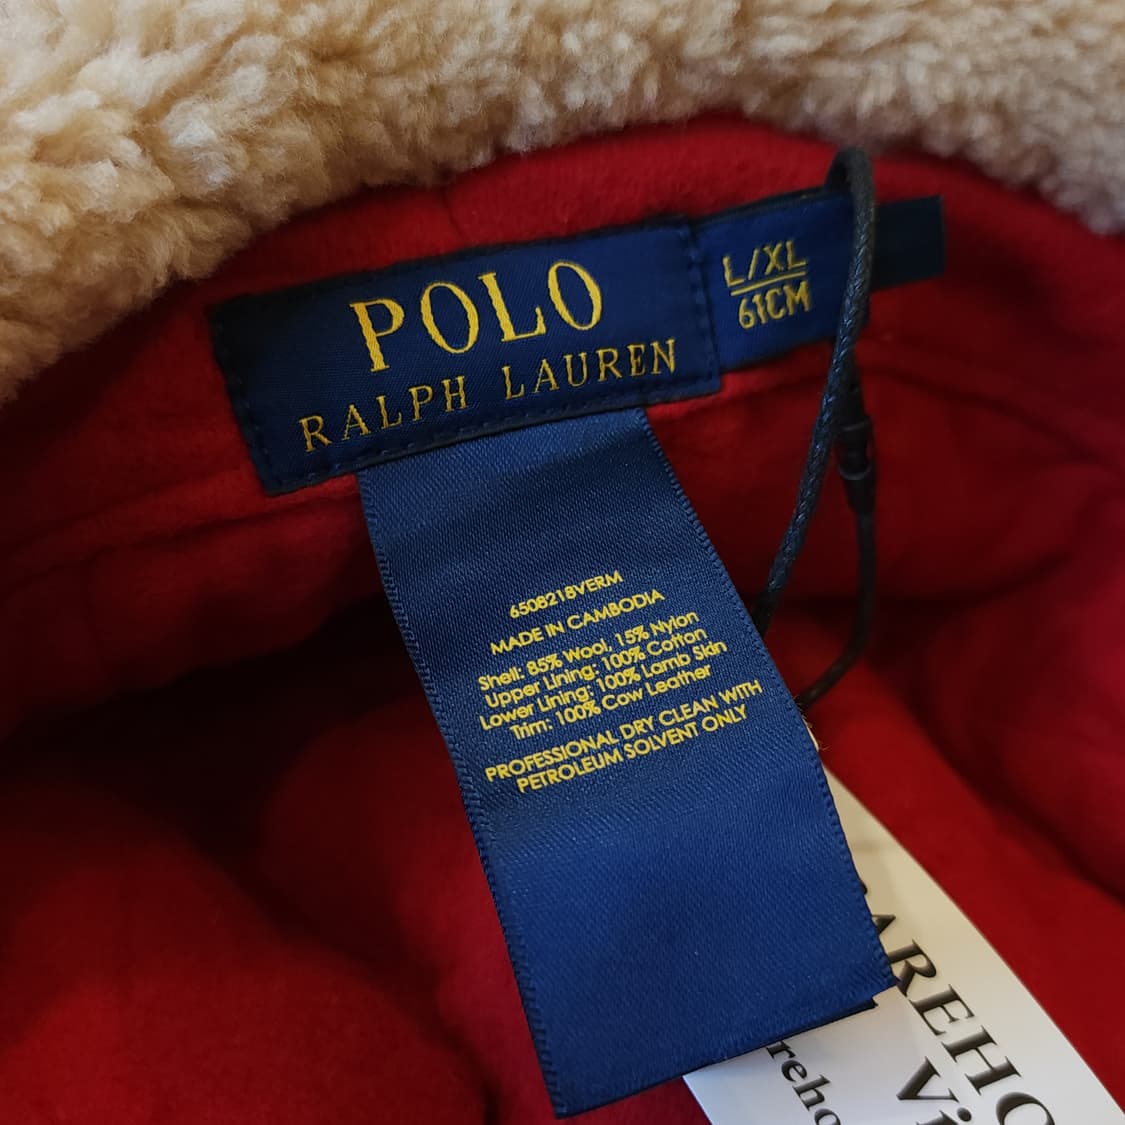 POLO
RALPH LAUREN
L/XL
61CM
6508218VERM
MADE IN CAMBODIA
Shell: 85% Wool, 15% Nylon
Upper Lining: 100% Cotton
Lower Lining: 100% Lamb Skin
Trim: 100% Cow Leather
PROFESSIONAL DRY CLEAN WITH
PETROLEUM SOLVENT ONLY